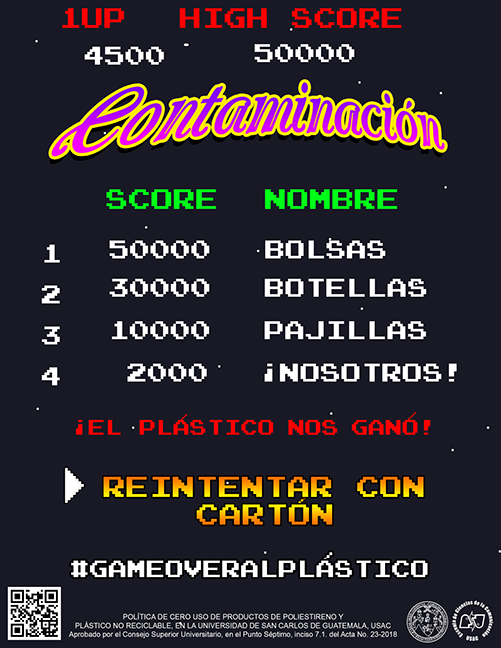 1UP HIGH SCORE
4500 50000
Contaminación
SCORE NOMBRE
1 50000 BOLSAS
2 30000 BOTELLAS
3 10000 PAJILLAS
4 2000 ¡NOSOTROS!
¡EL PLÁSTICO NOS GANÓ!
REINTENTAR CON
CARTÓN
#GAMEOVERALPLÁSTICO
POLÍTICA DE CERO USO DE PRODUCTOS DE POLIESTIRENO Y
PLÁSTICO NO RECICLABLE, EN LA UNIVERSIDAD DE SAN CARLOS DE GUATEMALA, USAC
Aprobado por el Consejo Superior Universitario, en el Punto Séptimo, inciso 7.1. del Acta No. 23-2018